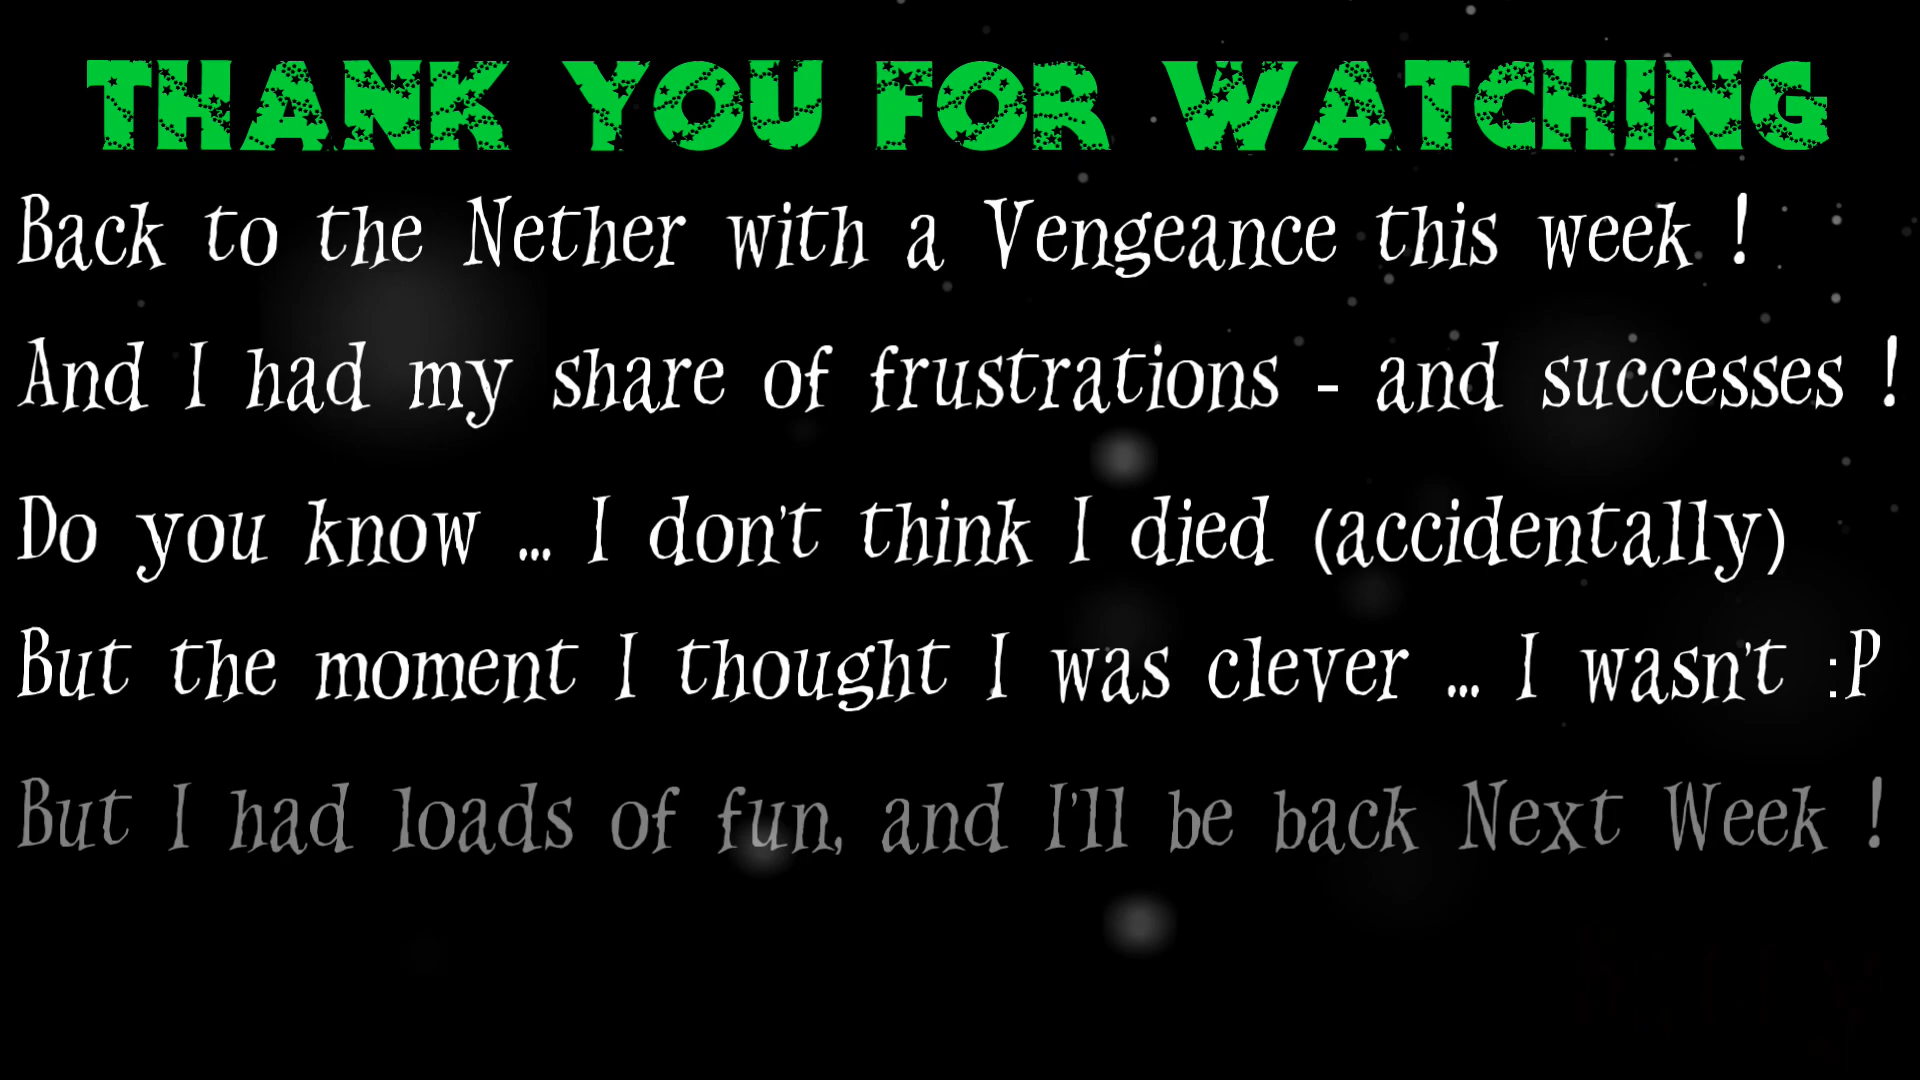 THANK YOU FOR WATCHING
Back to the Nether with a Vengeance this week !
And I had my share of frustrations - and successes !
Do you know ... I don't think I died (accidentally)
But the moment I thought I was clever ... I wasn't :P
But I had loads of fun, and I'll be back Next Week !